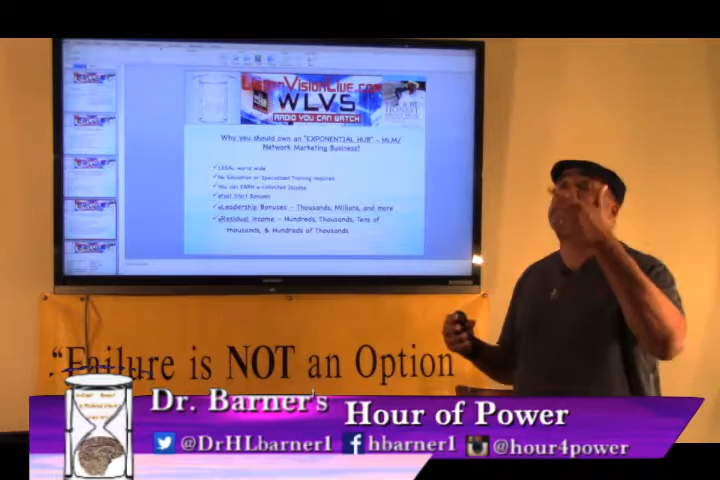 ListenVisionLive.com
WLVS
RADIO YOU CAN WATCH
HONEST
Why you should own an "EXPONENTIAL HUB" - MLM/
Network Marketing Business?
✓ LEGAL world wide
✓ No Education or Specialized Training required
✓ You can EARN a unlimited Income
✓ Fast Start Bonuses
✓ Leadership Bonuses – Thousands, Millions, and more
✓ Residual income – Hundreds, Thousands, Tens of
thousands, & Hundreds of Thousands
"Failure is NOT an Option
Dr. Barner's Hour of Power
@DrHLbarner1 hbarner1 @hour4power